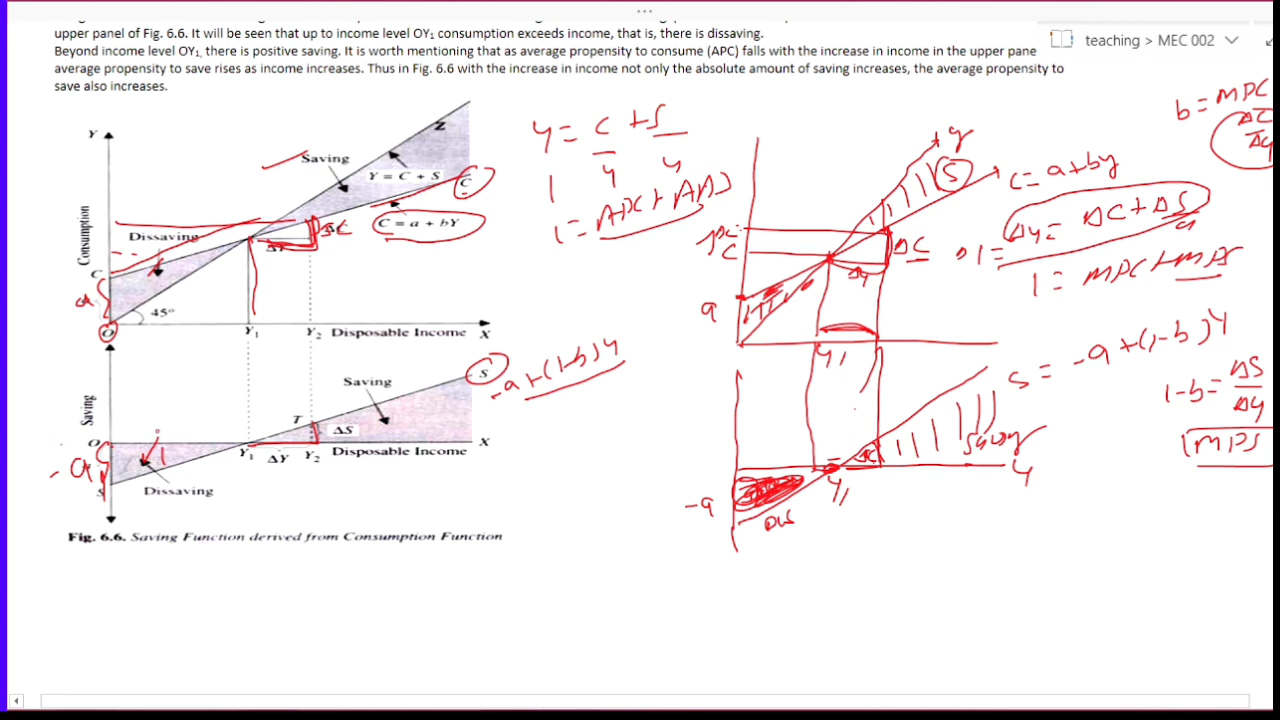 upper panel of Fig. 6.6. It will be seen that up to income level OY₁ consumption exceeds income, that is, there is dissaving.
Beyond income level OY₁, there is positive saving. It is worth mentioning that as average propensity to consume (APC) falls with the increase in income in the upper pane
average propensity to save rises as income increases. Thus in Fig. 6.6 with the increase in income not only the absolute amount of saving increases, the average propensity to
save also increases.
teaching > MEC 002
Y
Z
Saving
Y = C + S
C
C = a + bY
ΔC
Consumption
Dissaving
ΔY
C
a
45°
O
Y₁
Y₂
Disposable Income
X
Saving
S
Saving
T
ΔS
O
X
Y₁
ΔY
Y₂
Disposable Income
-a
S
Dissaving
Fig. 6.6. Saving Function derived from Consumption Function
-a+(1-b)y
y = C + S
y y
1
1 =
b = MPC
ΔC
Δy
y
S
C = a + by
Δy = ΔC + ΔS
1 = MPC +
C
ΔC
Δy
a
y₁
S = -a + (1-b) y
1-b = ΔS
Δy
MPS
y
-a
y₁